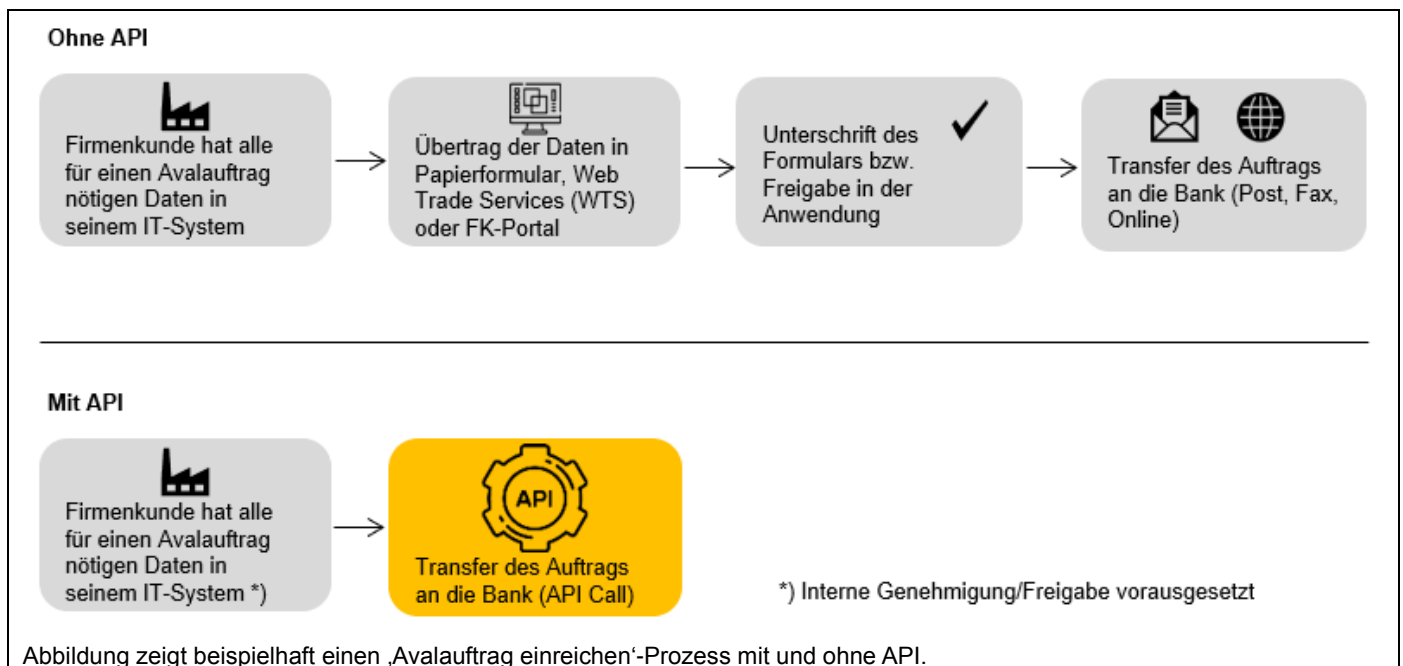 Ohne API
Firmenkunde hat alle
für einen Avalauftrag
nötigen Daten in
seinem IT-System
Übertrag der Daten in
Papierformular, Web
Trade Services (WTS)
oder FK-Portal
Unterschrift des
Formulars bzw.
Freigabe in der
Anwendung
Transfer des Auftrags
an die Bank (Post, Fax,
Online)
Mit API
Firmenkunde hat alle
für einen Avalauftrag
nötigen Daten in
seinem IT-System *)
API
Transfer des Auftrags
an die Bank (API Call)
*) Interne Genehmigung/Freigabe vorausgesetzt
Abbildung zeigt beispielhaft einen ‚Avalauftrag einreichen‘-Prozess mit und ohne API.